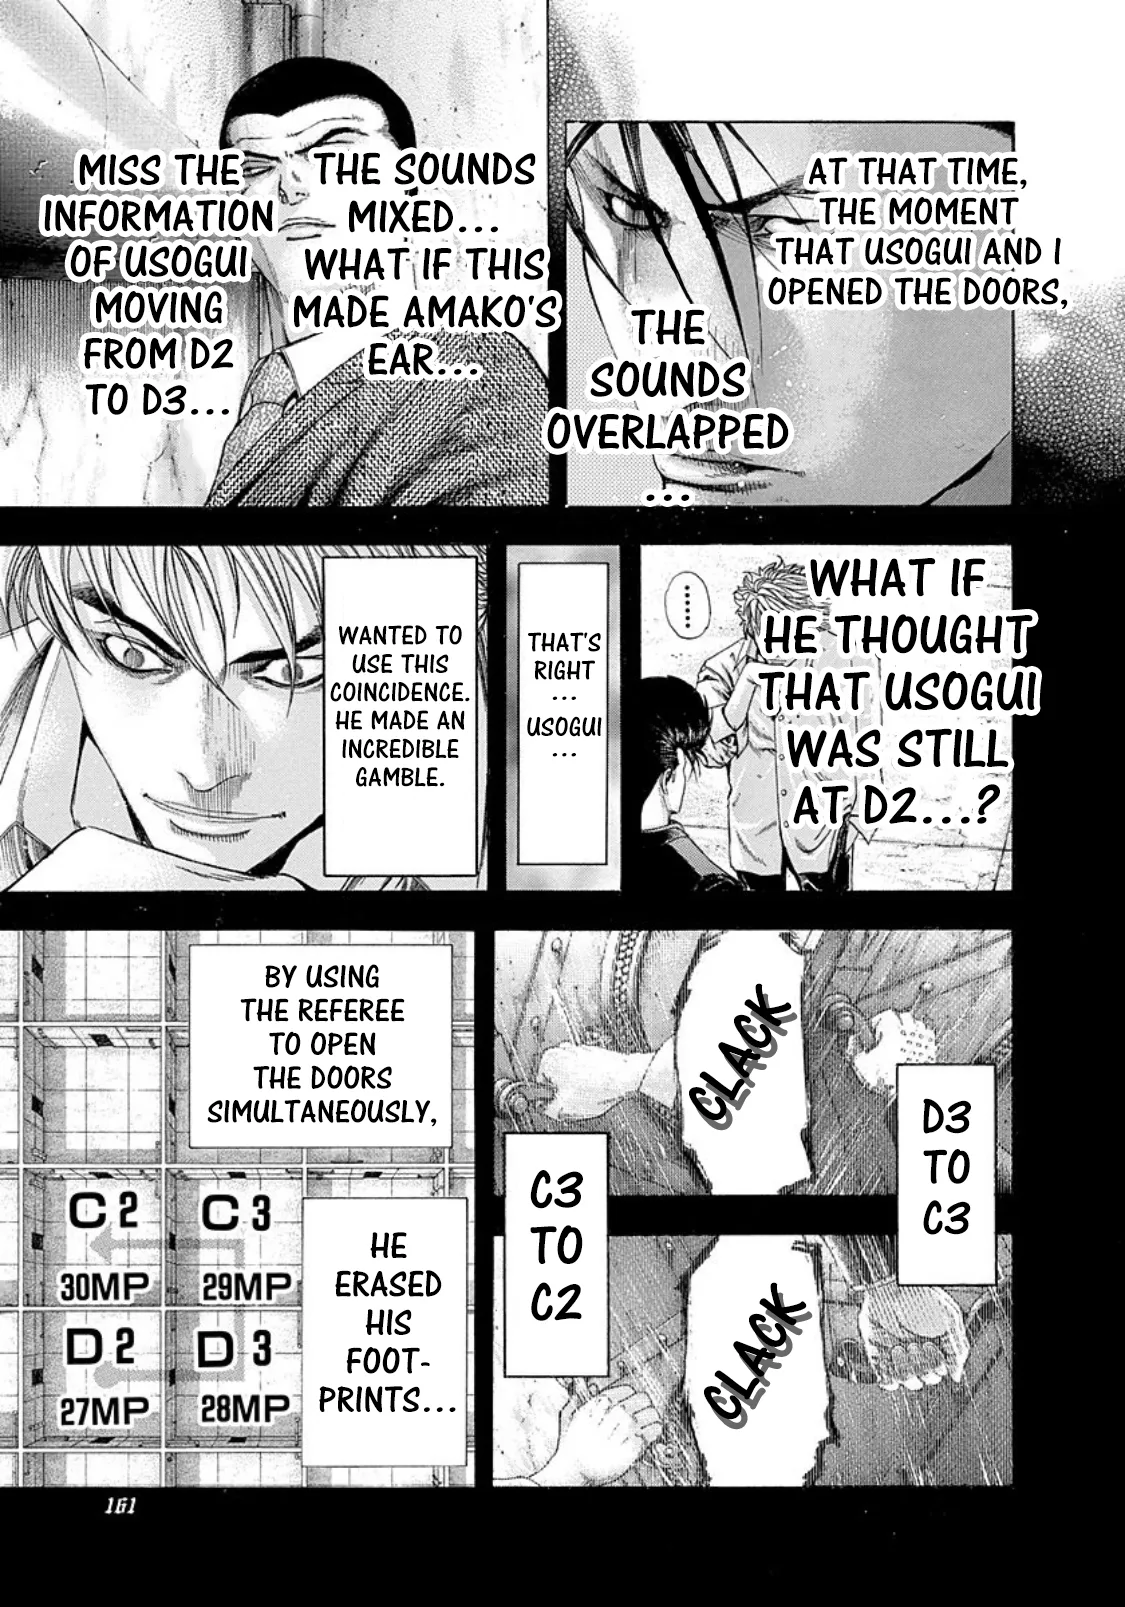 AT THAT TIME,
THE MOMENT
THAT USOGUI AND I
OPENED THE DOORS,
THE
SOUNDS
OVERLAPPED
...
THE SOUNDS
MIXED...
WHAT IF THIS
MADE AMAKO'S
EAR...
MISS THE
INFORMATION
OF USOGUI
MOVING
FROM D2
TO D3...
......
WHAT IF
HE THOUGHT
THAT USOGUI
WAS STILL
AT D2...?
THAT'S
RIGHT
...
USOGUI
...
WANTED TO
USE THIS
COINCIDENCE.
HE MADE AN
INCREDIBLE
GAMBLE.
CLACK
D3
TO
C3
C3
TO
C2
CLACK
BY USING
THE REFEREE
TO OPEN
THE DOORS
SIMULTANEOUSLY,
HE
ERASED
HIS
FOOT-
PRINTS...
C2 C3
30MP 29MP
D2 D3
27MP 28MP
161